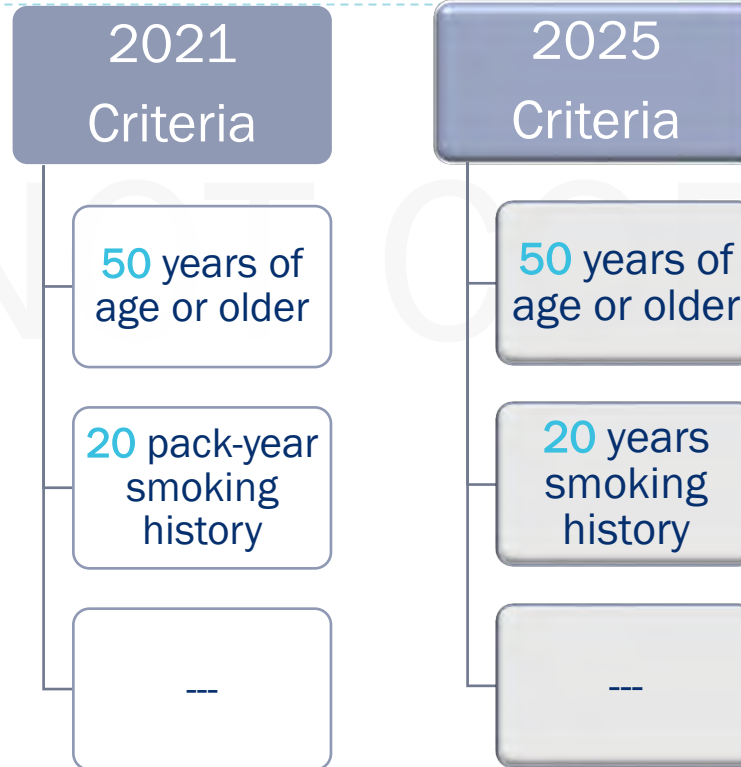 2021
Criteria
50 years of
age or older
20 pack-year
smoking
history
---
2025
Criteria
50 years of
age or older
20 years
smoking
history
---